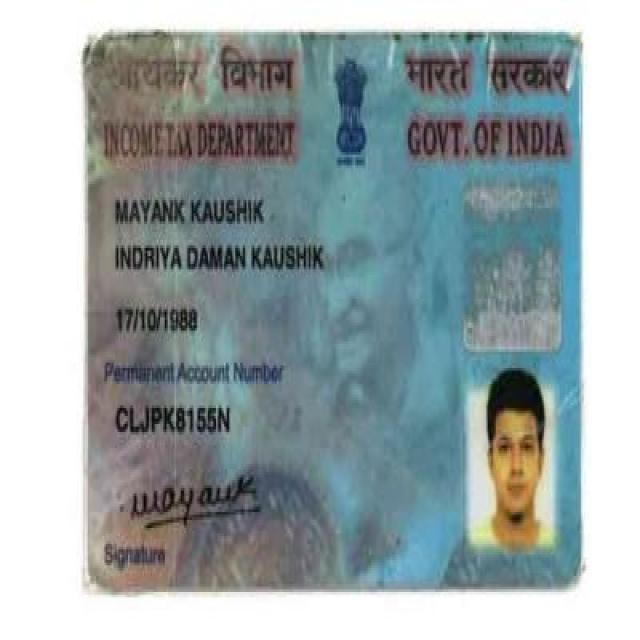 आयकर विभाग
भारत सरकार
INCOME TAX DEPARTMENT
GOVT. OF INDIA
MAYANK KAUSHIK
INDRIYA DAMAN KAUSHIK
17/10/1988
Permanent Account Number
CLJPK8155N
mayank
Signature